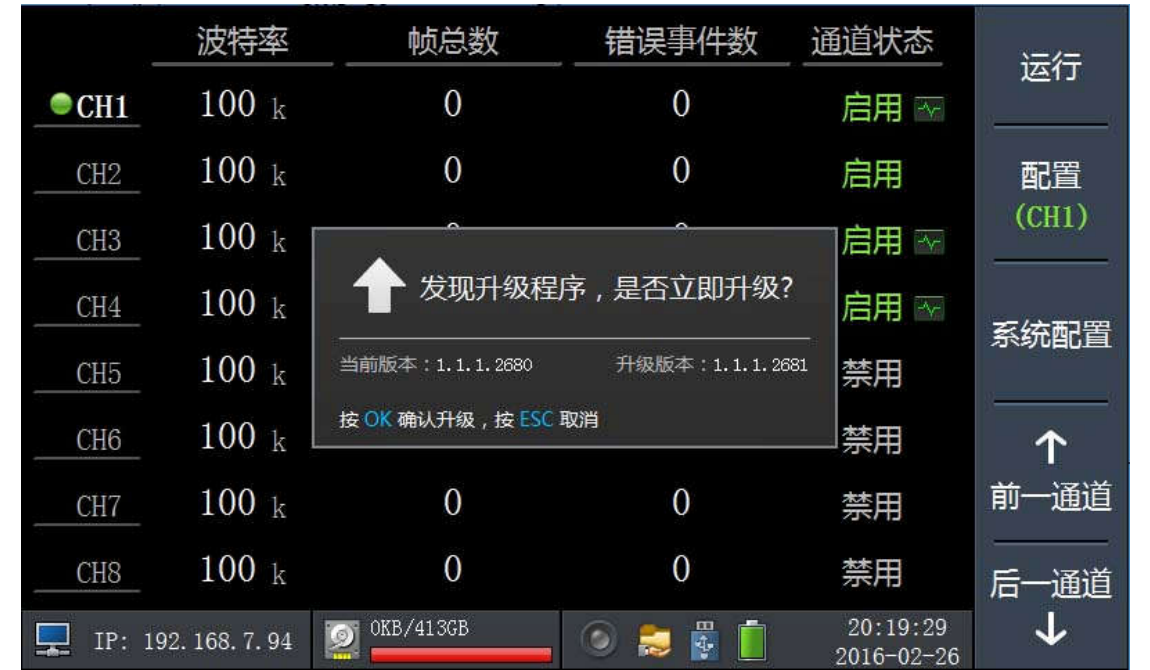 波特率 帧总数 错误事件数 通道状态
CH1 100 k 0 0 启用
CH2 100 k 0 0 启用
CH3 100 k 启用
CH4 100 k 启用
CH5 100 k 禁用
CH6 100 k 禁用
CH7 100 k 0 0 禁用
CH8 100 k 0 0 禁用
发现升级程序，是否立即升级?
当前版本：1.1.1.2680 升级版本：1.1.1.2681
按 OK 确认升级，按 ESC 取消
运行
配置
(CH1)
系统配置
↑
前一通道
后一通道
↓
IP: 192.168.7.94
0KB/413GB
20:19:29
2016-02-26